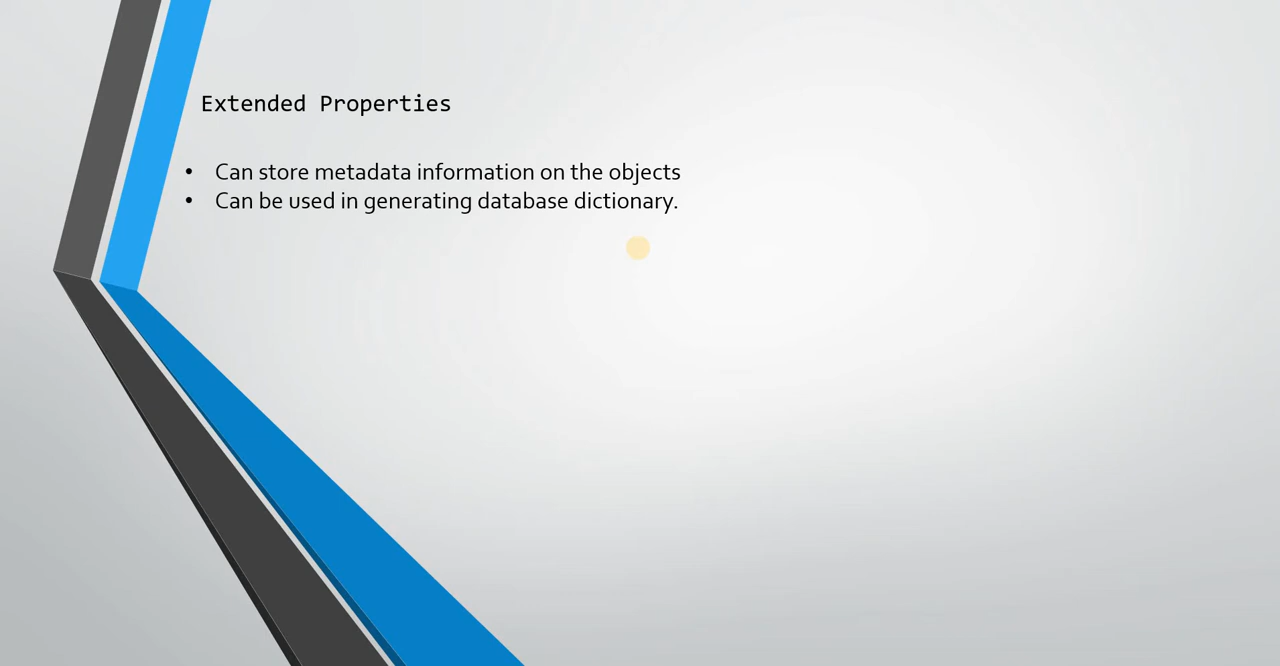 Extended Properties
• Can store metadata information on the objects
• Can be used in generating database dictionary.